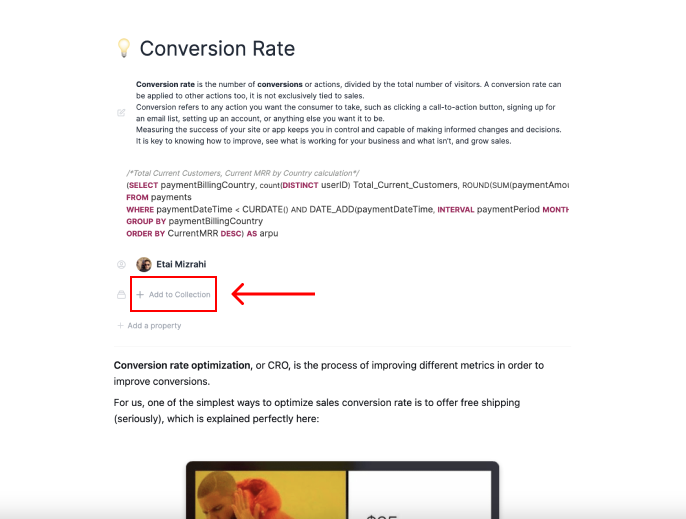 Conversion Rate
Conversion rate is the number of conversions or actions, divided by the total number of visitors. A conversion rate can
be applied to other actions too, it is not exclusively tied to sales.
Conversion refers to any action you want the consumer to take, such as clicking a call-to-action button, signing up for
an email list, setting up an account, or anything else you want it to be.
Measuring the success of your site or app keeps you in control and capable of making informed changes and decisions.
It is key to knowing how to improve, see what is working for your business and what isn't, and grow sales.
/*Total Current Customers, Current MRR by Country calculation*/
(SELECT paymentBillingCountry, count(DISTINCT userID) Total_Current_Customers, ROUND(SUM(paymentAmou
FROM payments
WHERE paymentDateTime < CURDATE() AND DATE_ADD(paymentDateTime, INTERVAL paymentPeriod MONTH
GROUP BY paymentBillingCountry
ORDER BY CurrentMRR DESC) AS arpu
Etai Mizrahi
+ Add to Collection
+ Add a property
Conversion rate optimization, or CRO, is the process of improving different metrics in order to
improve conversions.
For us, one of the simplest ways to optimize sales conversion rate is to offer free shipping
(seriously), which is explained perfectly here: